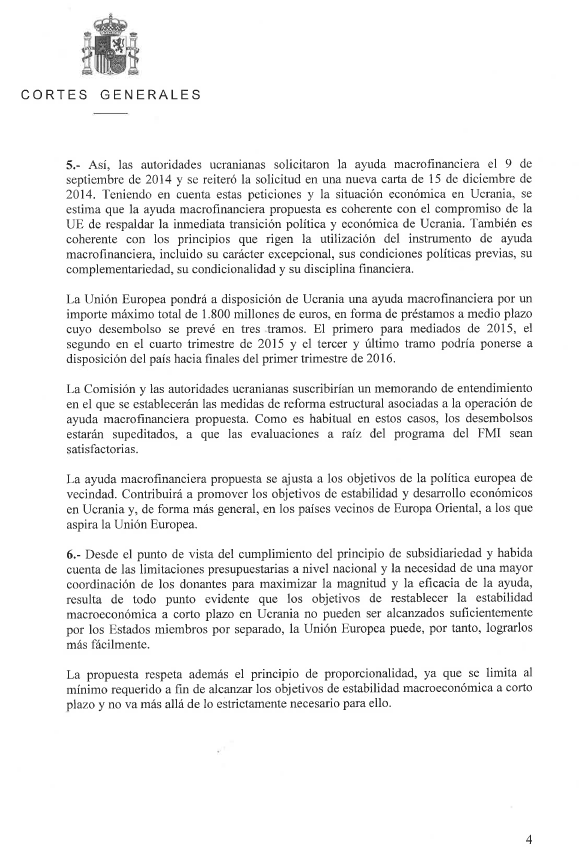 CORTES GENERALES
5.- Así, las autoridades ucranianas solicitaron la ayuda macrofinanciera el 9 de
septiembre de 2014 y se reiteró la solicitud en una nueva carta de 15 de diciembre de
2014. Teniendo en cuenta estas peticiones y la situación económica en Ucrania, se
estima que la ayuda macrofinanciera propuesta es coherente con el compromiso de la
UE de respaldar la inmediata transición política y económica de Ucrania. También es
coherente con los principios que rigen la utilización del instrumento de ayuda
macrofinanciera, incluido su carácter excepcional, sus condiciones políticas previas, su
complementariedad, su condicionalidad y su disciplina financiera.
La Unión Europea pondrá a disposición de Ucrania una ayuda macrofinanciera por un
importe máximo total de 1.800 millones de euros, en forma de préstamos a medio plazo
cuyo desembolso se prevé en tres tramos. El primero para mediados de 2015, el
segundo en el cuarto trimestre de 2015 y el tercer y último tramo podría ponerse a
disposición del país hacia finales del primer trimestre de 2016.
La Comisión y las autoridades ucranianas suscribirían un memorando de entendimiento
en el que se establecerán las medidas de reforma estructural asociadas a la operación de
ayuda macrofinanciera propuesta. Como es habitual en estos casos, los desembolsos
estarán supeditados, a que las evaluaciones a raíz del programa del FMI sean
satisfactorias.
La ayuda macrofinanciera propuesta se ajusta a los objetivos de la política europea de
vecindad. Contribuirá a promover los objetivos de estabilidad y desarrollo económicos
en Ucrania y, de forma más general, en los países vecinos de Europa Oriental, a los que
aspira la Unión Europea.
6.- Desde el punto de vista del cumplimiento del principio de subsidiariedad y habida
cuenta de las limitaciones presupuestarias a nivel nacional y la necesidad de una mayor
coordinación de los donantes para maximizar la magnitud y la eficacia de la ayuda,
resulta de todo punto evidente que los objetivos de restablecer la estabilidad
macroeconómica a corto plazo en Ucrania no pueden ser alcanzados suficientemente
por los Estados miembros por separado, la Unión Europea puede, por tanto, lograrlos
más fácilmente.
La propuesta respeta además el principio de proporcionalidad, ya que se limita al
mínimo requerido a fin de alcanzar los objetivos de estabilidad macroeconómica a corto
plazo y no va más allá de lo estrictamente necesario para ello.
4